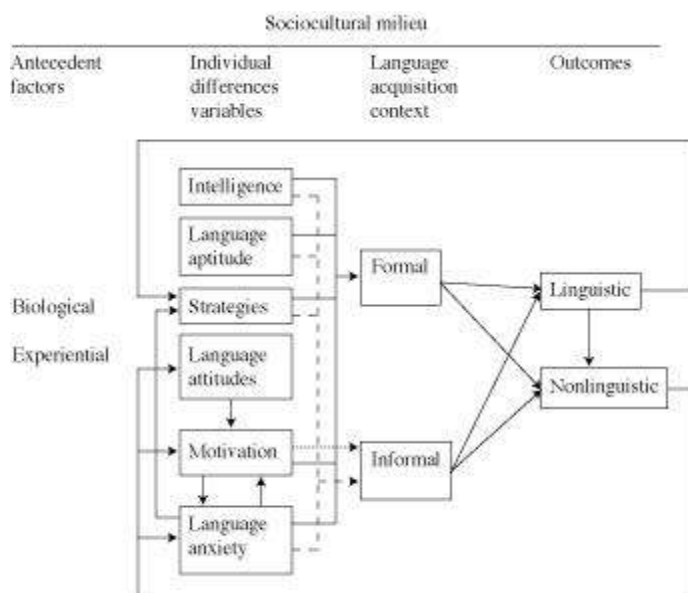 Sociocultural milieu
Antecedent
factors
Individual
differences
variables
Language
acquisition
context
Outcomes
Intelligence
Language
aptitude
Formal
Biological
Strategies
Linguistic
Experiential
Language
attitudes
Nonlinguistic
Motivation
Informal
Language
anxiety